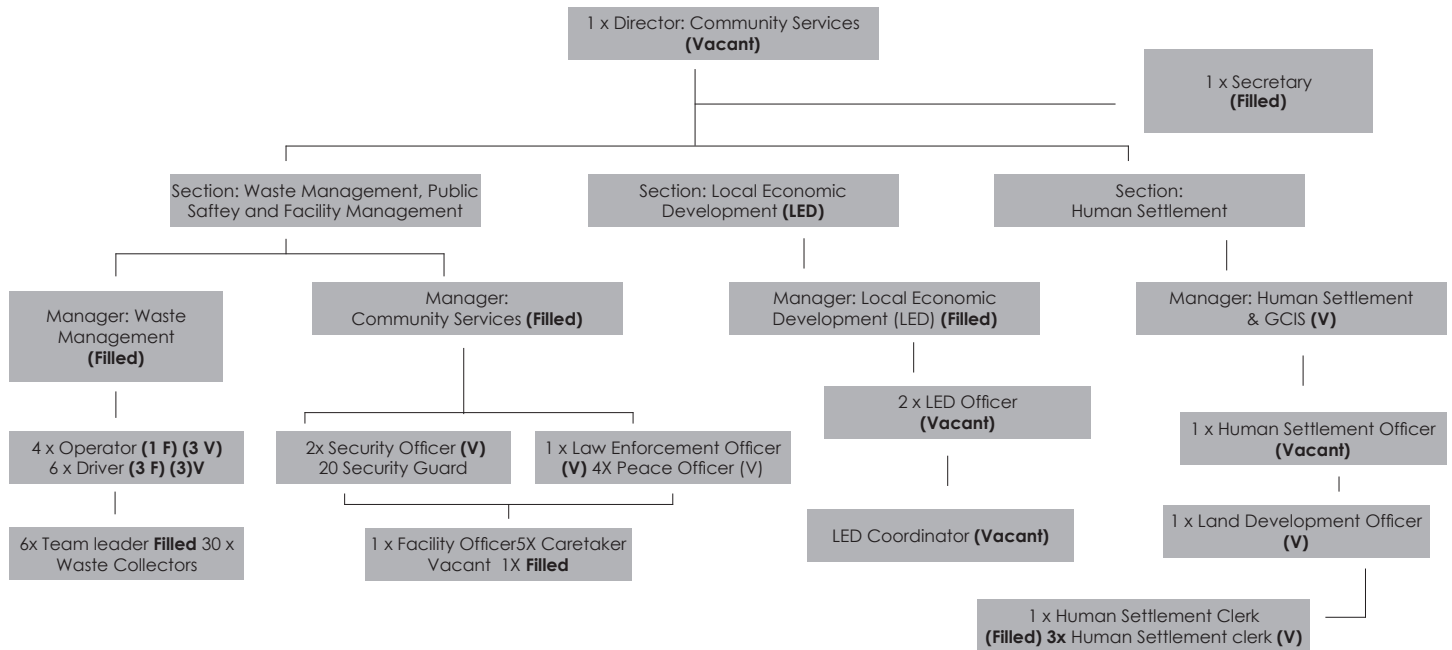 1 x Director: Community Services
(Vacant)
1 x Secretary
(Filled)
Section: Waste Management, Public
Saftey and Facility Management
Section: Local Economic
Development (LED)
Section:
Human Settlement
Manager: Waste
Management
(Filled)
Manager:
Community Services (Filled)
Manager: Local Economic
Development (LED) (Filled)
Manager: Human Settlement
& GCIS (V)
4 x Operator (1 F) (3 V)
6 x Driver (3 F) (3)V
2x Security Officer (V)
20 Security Guard
1 x Law Enforcement Officer
(V) 4X Peace Officer (V)
2 x LED Officer
(Vacant)
1 x Human Settlement Officer
(Vacant)
6x Team leader Filled 30 x
Waste Collectors
1 x Facility Officer5X Caretaker
Vacant 1X Filled
LED Coordinator (Vacant)
1 x Land Development Officer
(V)
1 x Human Settlement Clerk
(Filled) 3x Human Settlement clerk (V)